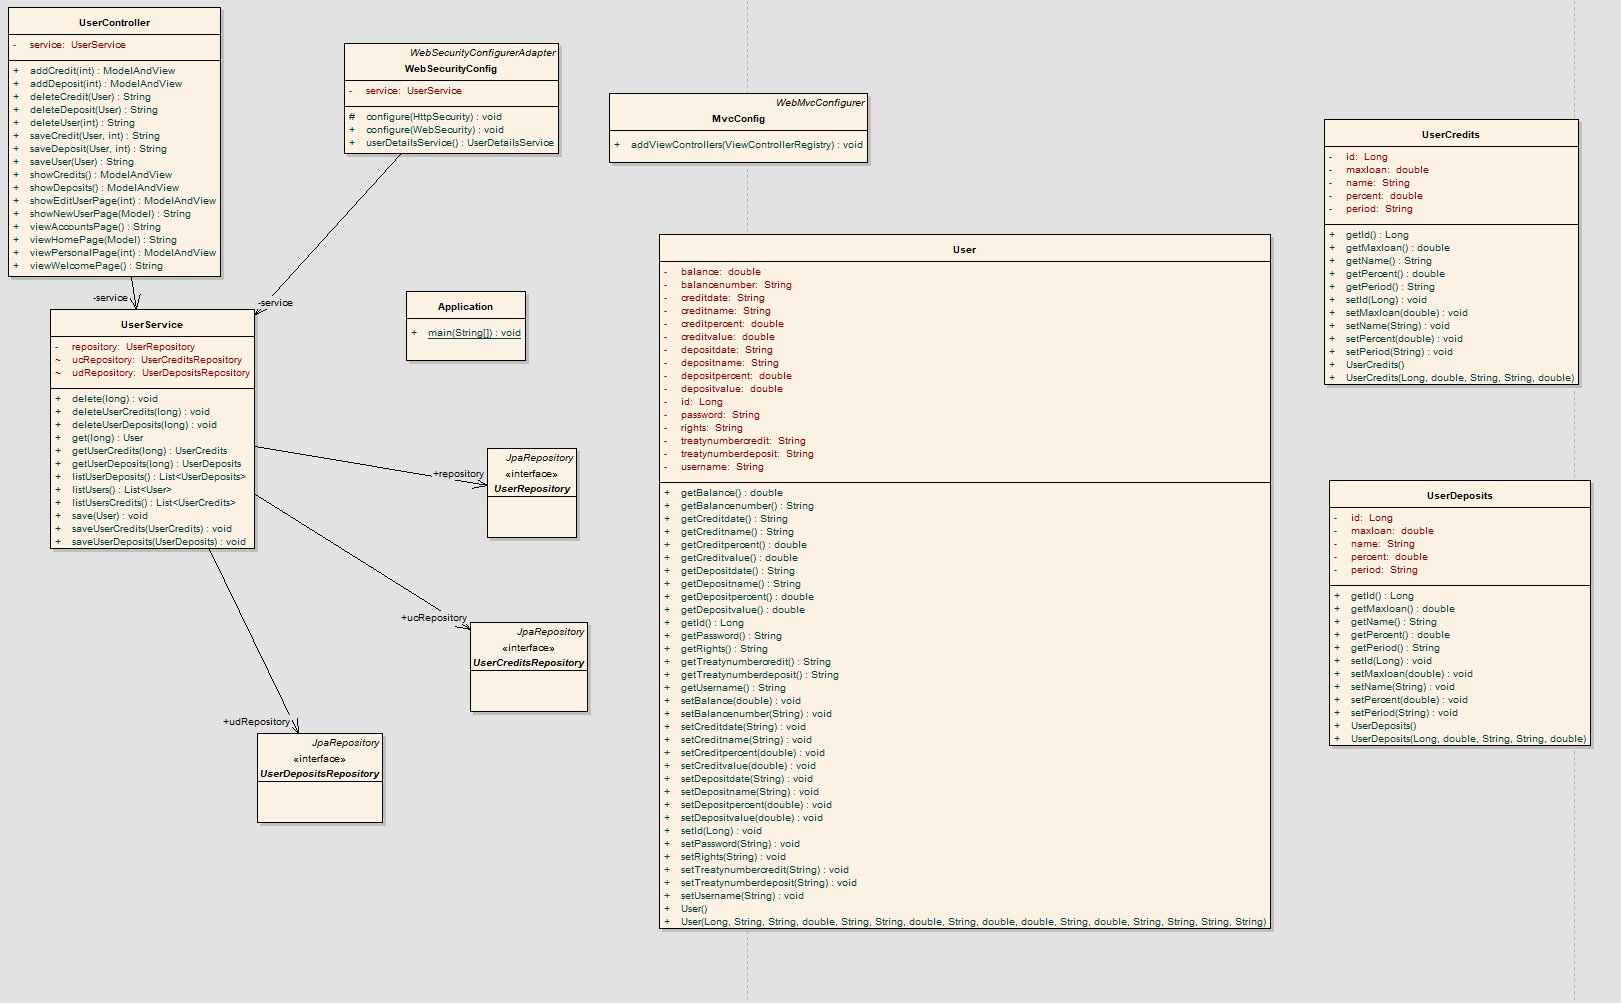 UserController
- service: UserService
+ addCredit(int) : ModelAndView
+ addDeposit(int) : ModelAndView
+ deleteCredit(User) : String
+ deleteDeposit(User) : String
+ deleteUser(int) : String
+ saveCredit(User, int) : String
+ saveDeposit(User, int) : String
+ saveUser(User) : String
+ showCredits() : ModelAndView
+ showDeposits() : ModelAndView
+ showEditUserPage(int) : ModelAndView
+ showNewUserPage(Model) : String
+ viewAccountsPage() : String
+ viewHomePage(Model) : String
+ viewPersonalPage(int) : ModelAndView
+ viewWelcomePage() : String
WebSecurityConfigurerAdapter
WebSecurityConfig
- service: UserService
# configure(HttpSecurity) : void
+ configure(WebSecurity) : void
+ userDetailsService() : UserDetailsService
WebMvcConfigurer
MvcConfig
+ addViewControllers(ViewControllerRegistry) : void
-service
-service
UserService
- repository: UserRepository
~ ucRepository: UserCreditsRepository
~ udRepository: UserDepositsRepository
+ delete(long) : void
+ deleteUserCredits(long) : void
+ deleteUserDeposits(long) : void
+ get(long) : User
+ getUserCredits(long) : UserCredits
+ getUserDeposits(long) : UserDeposits
+ listUserDeposits() : List<UserDeposits>
+ listUsers() : List<User>
+ listUsersCredits() : List<UserCredits>
+ save(User) : void
+ saveUserCredits(UserCredits) : void
+ saveUserDeposits(UserDeposits) : void
Application
+ main(String[]) : void
+repository
JpaRepository
«interface»
UserRepository
+ucRepository
JpaRepository
«interface»
UserCreditsRepository
+udRepository
JpaRepository
«interface»
UserDepositsRepository
User
- balance: double
- balancenumber: String
- creditdate: String
- creditname: String
- creditpercent: double
- creditvalue: double
- depositdate: String
- depositname: String
- depositpercent: double
- depositvalue: double
- id: Long
- password: String
- rights: String
- treatynumbercredit: String
- treatynumberdeposit: String
- username: String
+ getBalance() : double
+ getBalancenumber() : String
+ getCreditdate() : String
+ getCreditname() : String
+ getCreditpercent() : double
+ getCreditvalue() : double
+ getDepositdate() : String
+ getDepositname() : String
+ getDepositpercent() : double
+ getDepositvalue() : double
+ getId() : Long
+ getPassword() : String
+ getRights() : String
+ getTreatynumbercredit() : String
+ getTreatynumberdeposit() : String
+ getUsername() : String
+ setBalance(double) : void
+ setBalancenumber(String) : void
+ setCreditdate(String) : void
+ setCreditname(String) : void
+ setCreditpercent(double) : void
+ setCreditvalue(double) : void
+ setDepositdate(String) : void
+ setDepositname(String) : void
+ setDepositpercent(double) : void
+ setDepositvalue(double) : void
+ setId(Long) : void
+ setPassword(String) : void
+ setRights(String) : void
+ setTreatynumbercredit(String) : void
+ setTreatynumberdeposit(String) : void
+ setUsername(String) : void
+ User()
+ User(Long, String, String, double, String, String, double, String, double, double, String, double, String, String, String, String)
UserCredits
- id: Long
- maxloan: double
- name: String
- percent: double
- period: String
+ getId() : Long
+ getMaxloan() : double
+ getName() : String
+ getPercent() : double
+ getPeriod() : String
+ setId(Long) : void
+ setMaxloan(double) : void
+ setName(String) : void
+ setPercent(double) : void
+ setPeriod(String) : void
+ UserCredits()
+ UserCredits(Long, double, String, String, double)
UserDeposits
- id: Long
- maxloan: double
- name: String
- percent: double
- period: String
+ getId() : Long
+ getMaxloan() : double
+ getName() : String
+ getPercent() : double
+ getPeriod() : String
+ setId(Long) : void
+ setMaxloan(double) : void
+ setName(String) : void
+ setPercent(double) : void
+ setPeriod(String) : void
+ UserDeposits()
+ UserDeposits(Long, double, String, String, double)